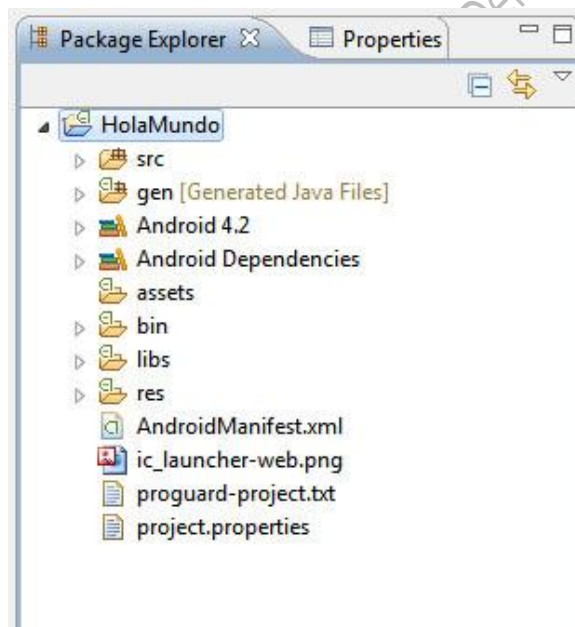 Package Explorer Properties
HolaMundo
src
gen [Generated Java Files]
Android 4.2
Android Dependencies
assets
bin
libs
res
AndroidManifest.xml
ic_launcher-web.png
proguard-project.txt
project.properties